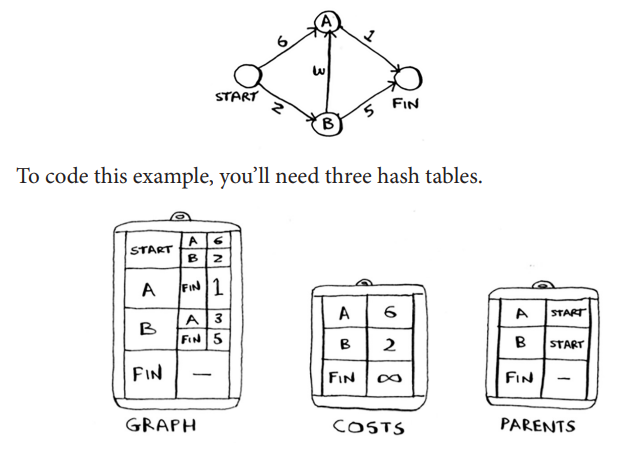 A
6
1
3
START
FIN
2
5
B
To code this example, you'll need three hash tables.
START A 6
B 2
A FIN 1
B A 3
FIN 5
FIN —
GRAPH
A 6
B 2
FIN ∞
COSTS
A START
B START
FIN —
PARENTS